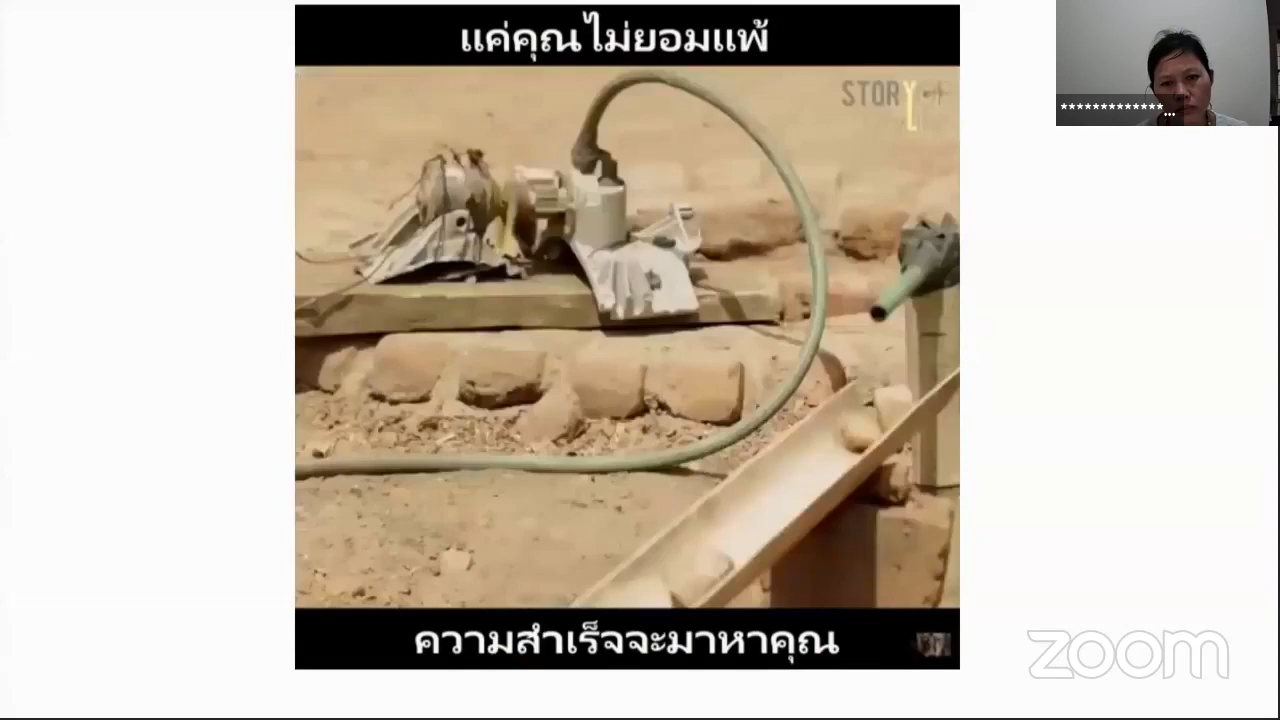 แค่คุณไม่ยอมแพ้
STORY
*************...
ความสำเร็จจะมาหาคุณ
zoom